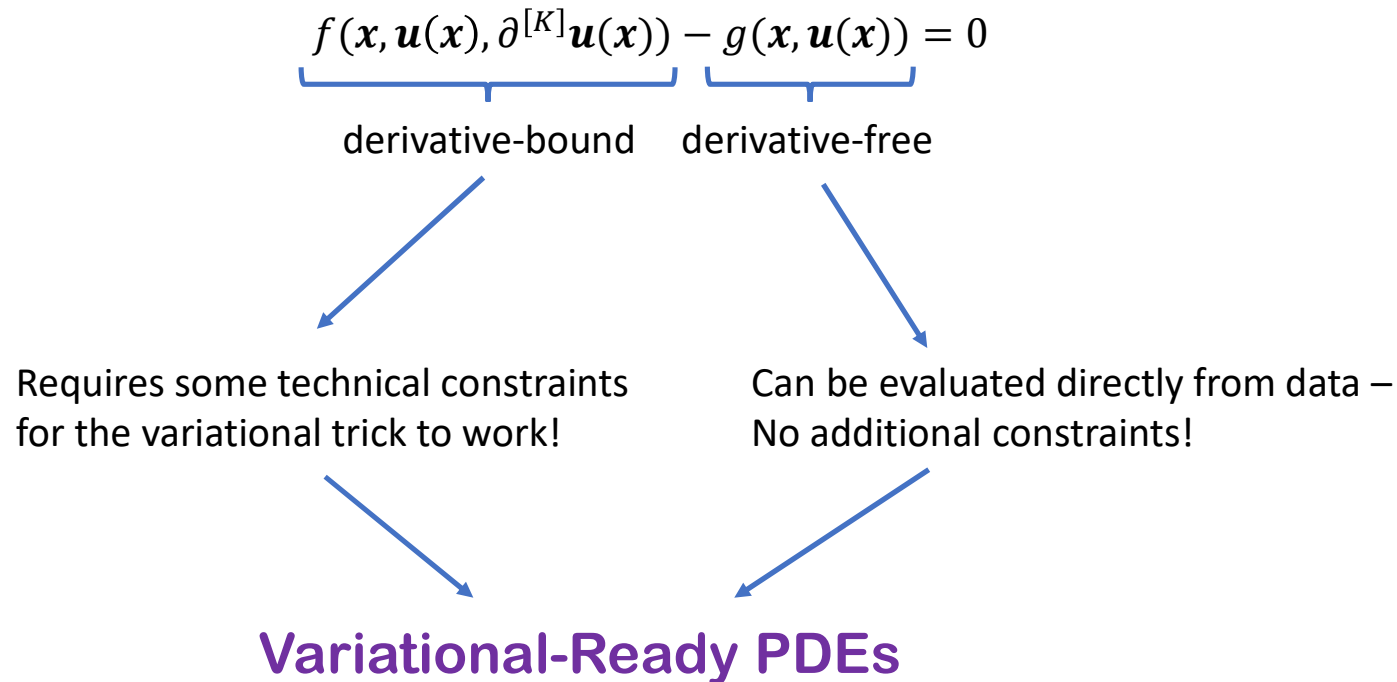 f(x, u(x), ∂^[K]u(x)) − g(x, u(x)) = 0
derivative-bound derivative-free
Requires some technical constraints
for the variational trick to work!
Can be evaluated directly from data –
No additional constraints!
Variational-Ready PDEs